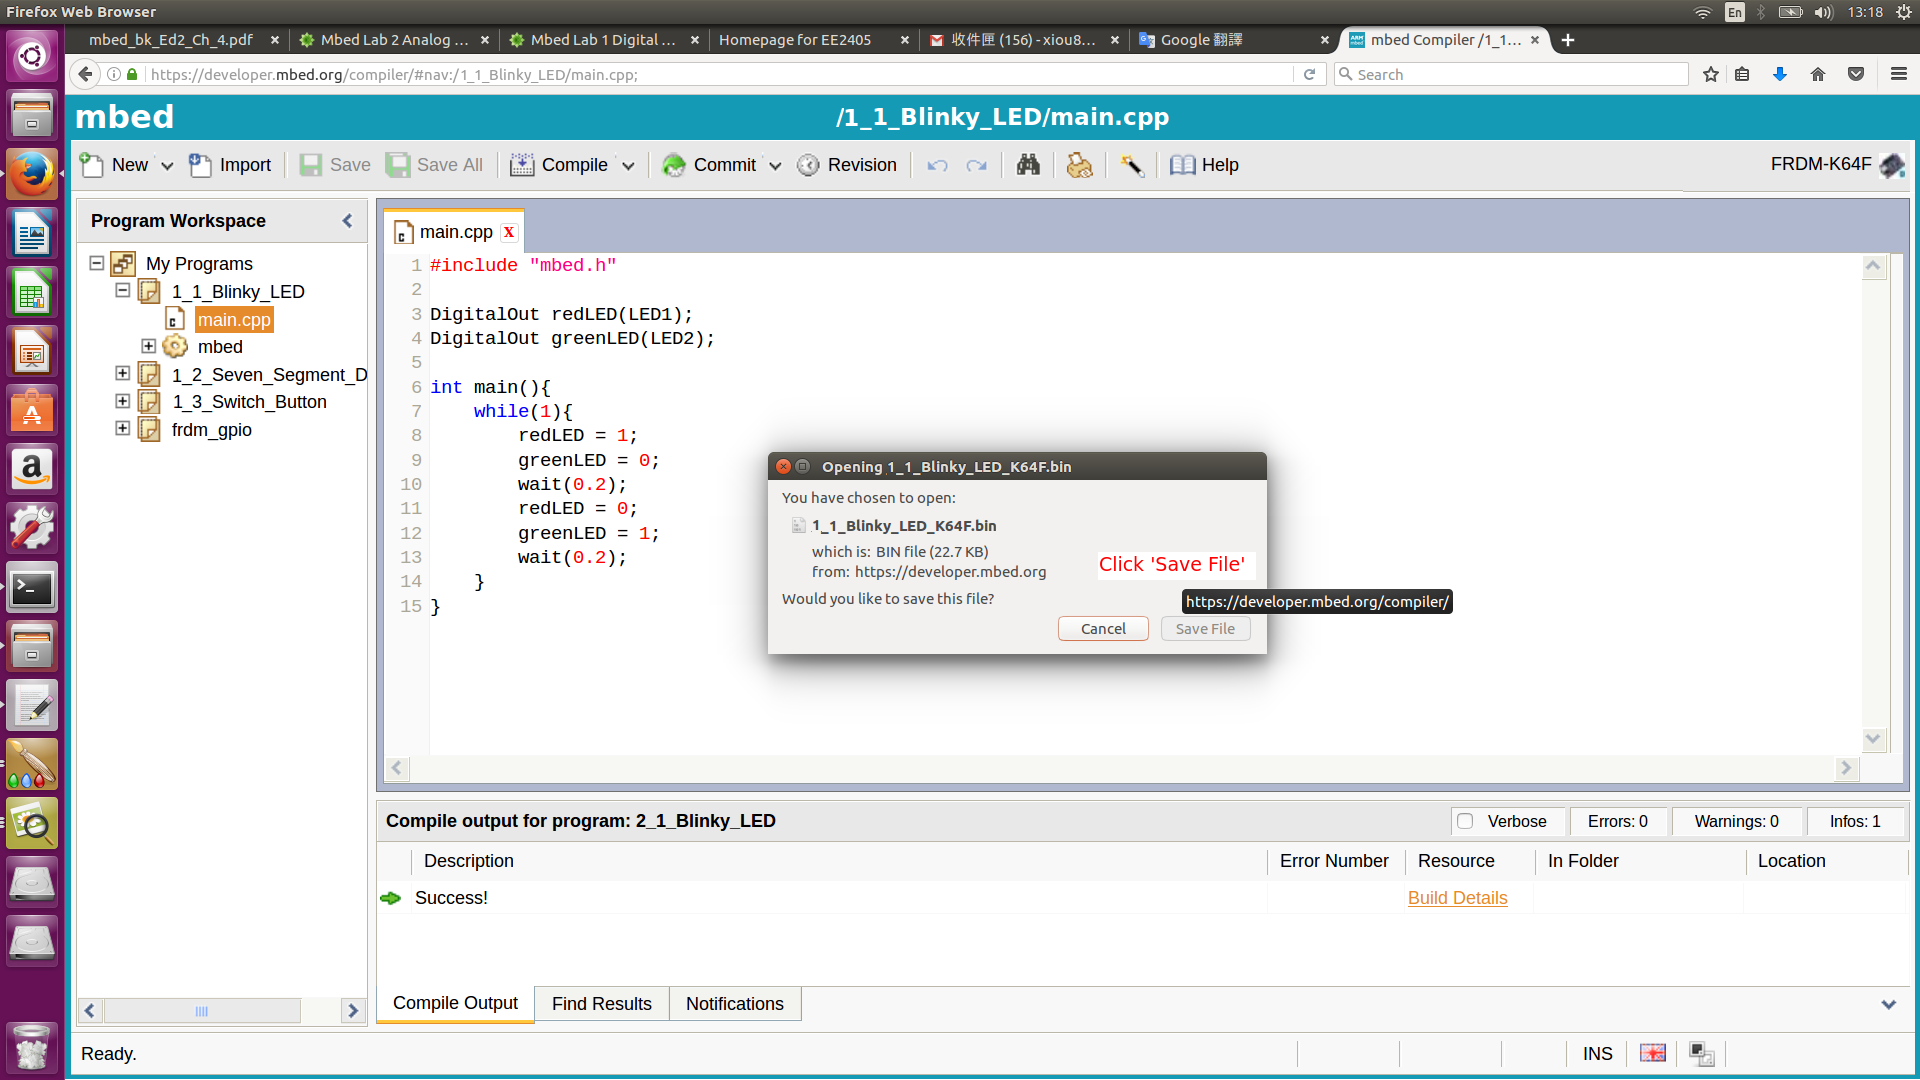 Firefox Web Browser
En
13:18
mbed_bk_Ed2_Ch_4.pdf
Mbed Lab 2 Analog ...
Mbed Lab 1 Digital ...
Homepage for EE2405
收件匣 (156) - xiou8...
Google 翻譯
mbed Compiler /1_1...
https://developer.mbed.org/compiler/#nav:/1_1_Blinky_LED/main.cpp;
Search
mbed
/1_1_Blinky_LED/main.cpp
New
Import
Save
Save All
Compile
Commit
Revision
Help
FRDM-K64F
Program Workspace
My Programs
1_1_Blinky_LED
main.cpp
mbed
1_2_Seven_Segment_D
1_3_Switch_Button
frdm_gpio
main.cpp
1 #include "mbed.h"
2
3 DigitalOut redLED(LED1);
4 DigitalOut greenLED(LED2);
5
6 int main(){
7 while(1){
8 redLED = 1;
9 greenLED = 0;
10 wait(0.2);
11 redLED = 0;
12 greenLED = 1;
13 wait(0.2);
14 }
15 }
Opening 1_1_Blinky_LED_K64F.bin
You have chosen to open:
1_1_Blinky_LED_K64F.bin
which is: BIN file (22.7 KB)
from: https://developer.mbed.org
Click 'Save File'
Would you like to save this file?
https://developer.mbed.org/compiler/
Cancel
Save File
Compile output for program: 2_1_Blinky_LED
Verbose
Errors: 0
Warnings: 0
Infos: 1
Description
Error Number
Resource
In Folder
Location
Success!
Build Details
Compile Output
Find Results
Notifications
Ready.
INS